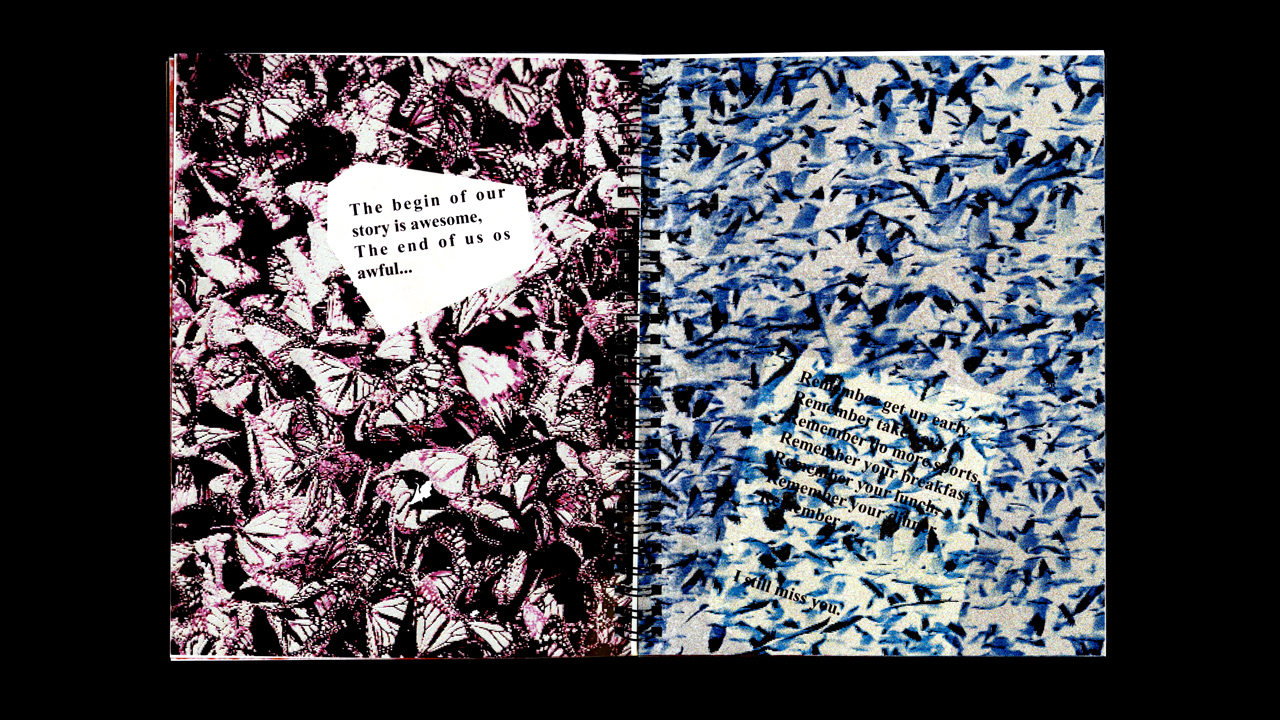 The begin of our
story is awesome,
The end of us os
awful...
Remember get up early,
Remember take
Remember do more sports,
Remember your breakfast,
Remember your lunch,
Remember your dinner,
Remember
I still miss you.